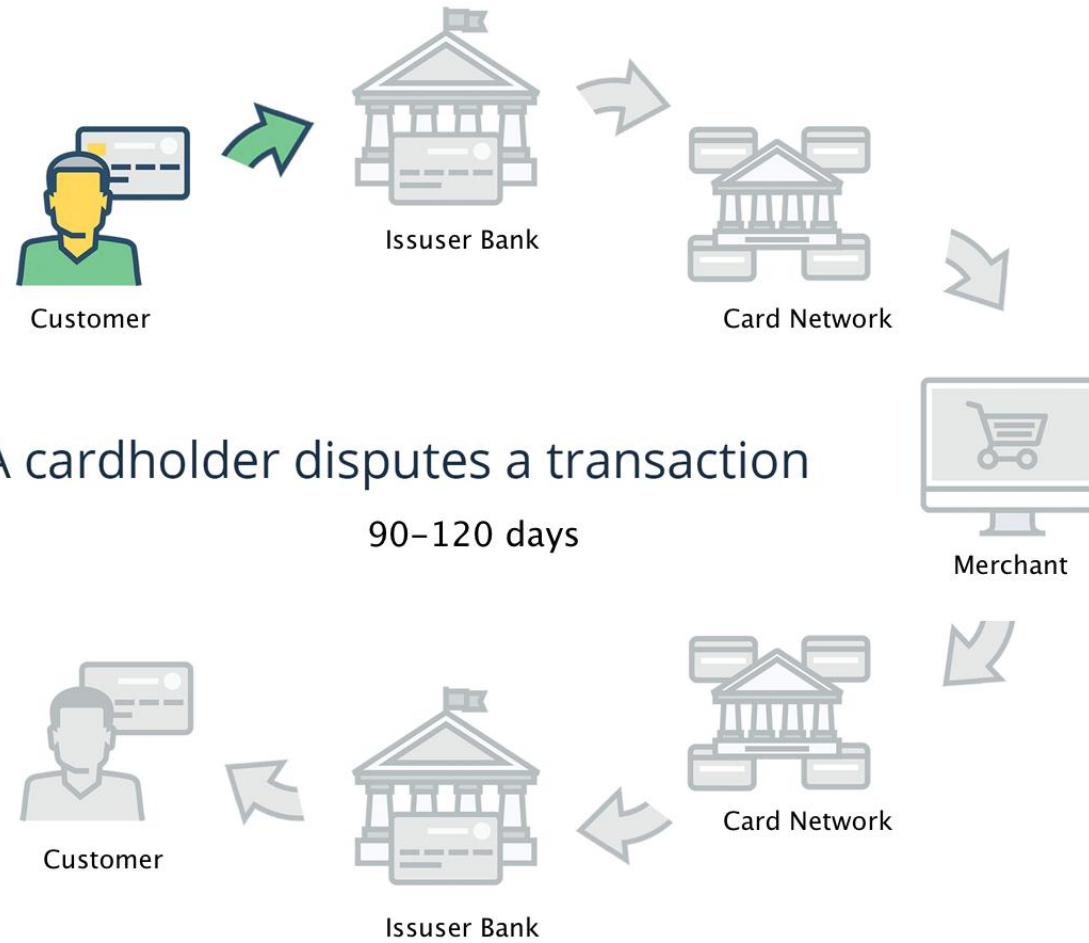 Issuser Bank
Customer
Card Network
A cardholder disputes a transaction
90–120 days
Merchant
Card Network
Customer
Issuser Bank